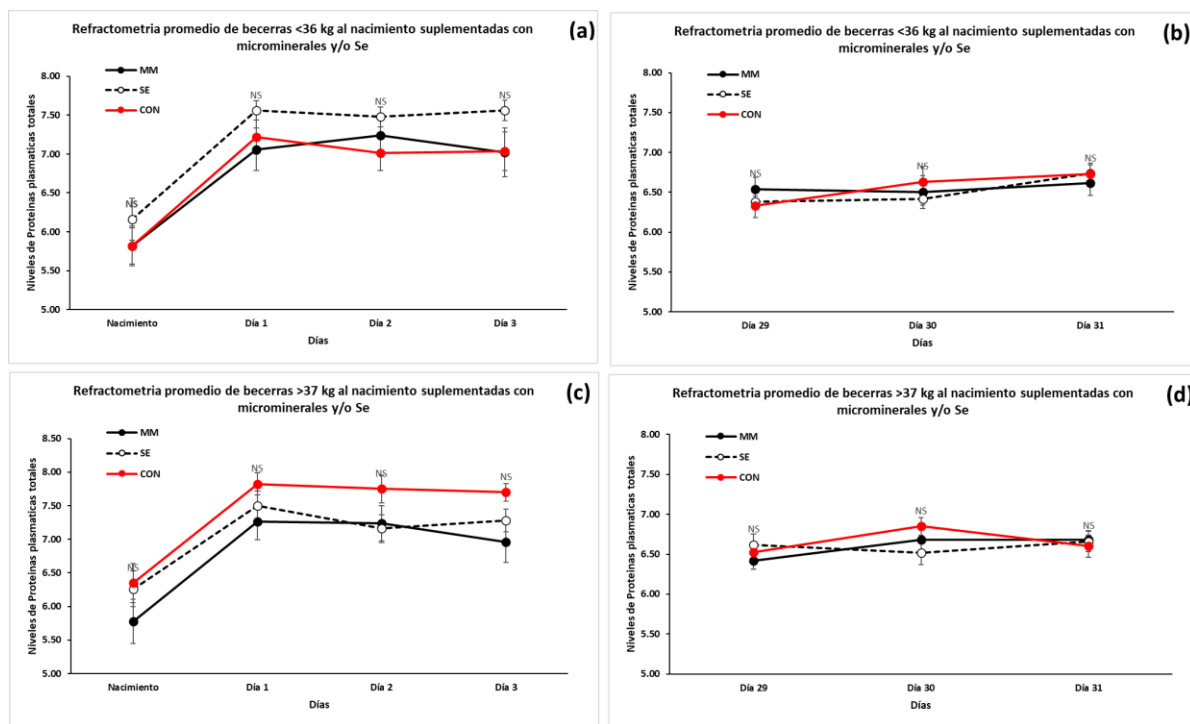 Refractometria promedio de becerras <36 kg al nacimiento suplementadas con
microminerales y/o Se
(a)
MM
SE
CON
Niveles de Proteinas plasmaticas totales
8.00
7.50
7.00
6.50
6.00
5.50
5.00
NS
NS
NS
NS
Nacimiento
Día 1
Día 2
Día 3
Días
Refractometria promedio de becerras <36 kg al nacimiento suplementadas con
microminerales y/o Se
(b)
MM
SE
CON
Niveles de Proteinas plasmaticas totales
8.00
7.50
7.00
6.50
6.00
5.50
5.00
NS
NS
NS
Día 29
Día 30
Día 31
Días
Refractometria promedio de becerras >37 kg al nacimiento suplementadas con
microminerales y/o Se
(c)
MM
SE
CON
Niveles de Proteinas plasmaticas totales
8.50
8.00
7.50
7.00
6.50
6.00
5.50
5.00
NS
NS
NS
NS
Nacimiento
Día 1
Día 2
Día 3
Días
Refractometria promedio de becerras >37 kg al nacimiento suplementadas con
microminerales y/o Se
(d)
MM
SE
CON
Niveles de Proteinas plasmaticas totales
8.00
7.50
7.00
6.50
6.00
5.50
5.00
NS
NS
NS
Día 29
Día 30
Día 31
Días